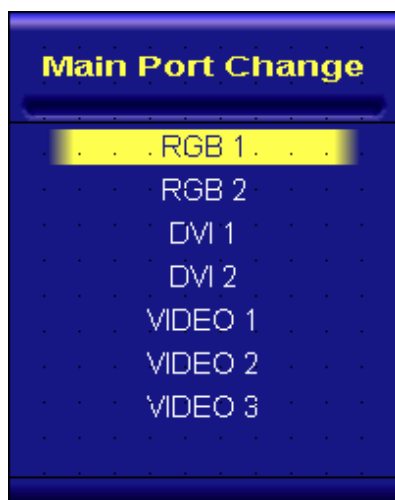 Main Port Change
RGB 1
RGB 2
DVI 1
DVI 2
VIDEO 1
VIDEO 2
VIDEO 3